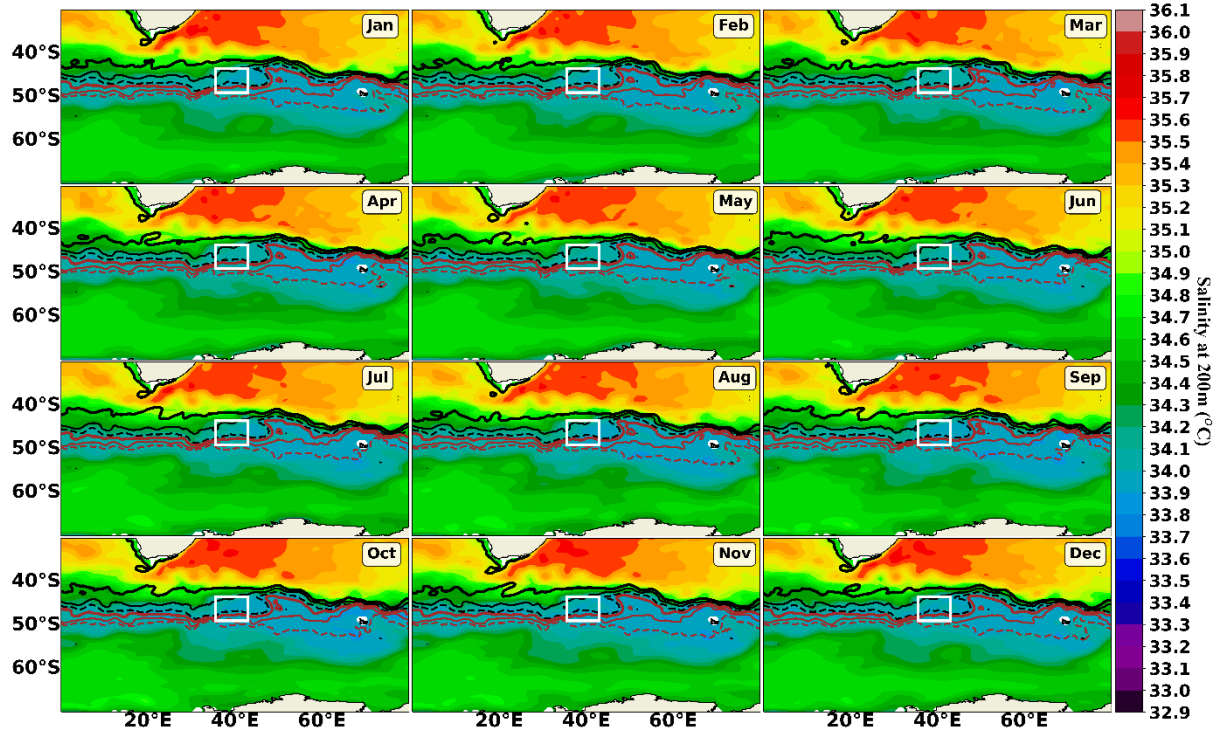 Jan
Feb
Mar
40°S
50°S
60°S
Apr
May
Jun
40°S
50°S
60°S
Jul
Aug
Sep
40°S
50°S
60°S
Oct
Nov
Dec
40°S
50°S
60°S
20°E
40°E
60°E
20°E
40°E
60°E
20°E
40°E
60°E
36.1
36.0
35.9
35.8
35.7
35.6
35.5
35.3
35.2
35.1
35.0
34.9
34.8
34.7
34.6
34.5
34.4
34.3
34.2
34.1
34.0
33.9
33.8
33.7
33.6
33.5
33.4
33.3
33.2
33.1
33.0
32.9
Salinity at 200m (°C)